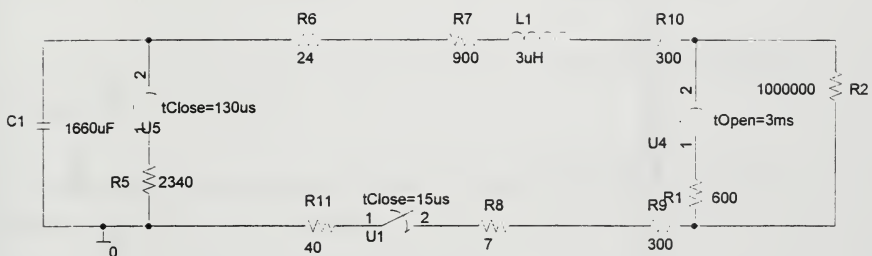 R6
R7
L1
R10
24
900
3uH
300
2
2
1000000
R2
tClose=130us
C1
1660uF
1
U5
tOpen=3ms
U4
1
R5
2340
R11
tClose=15us
R8
R9
R1
600
1
2
U1
0
40
7
300